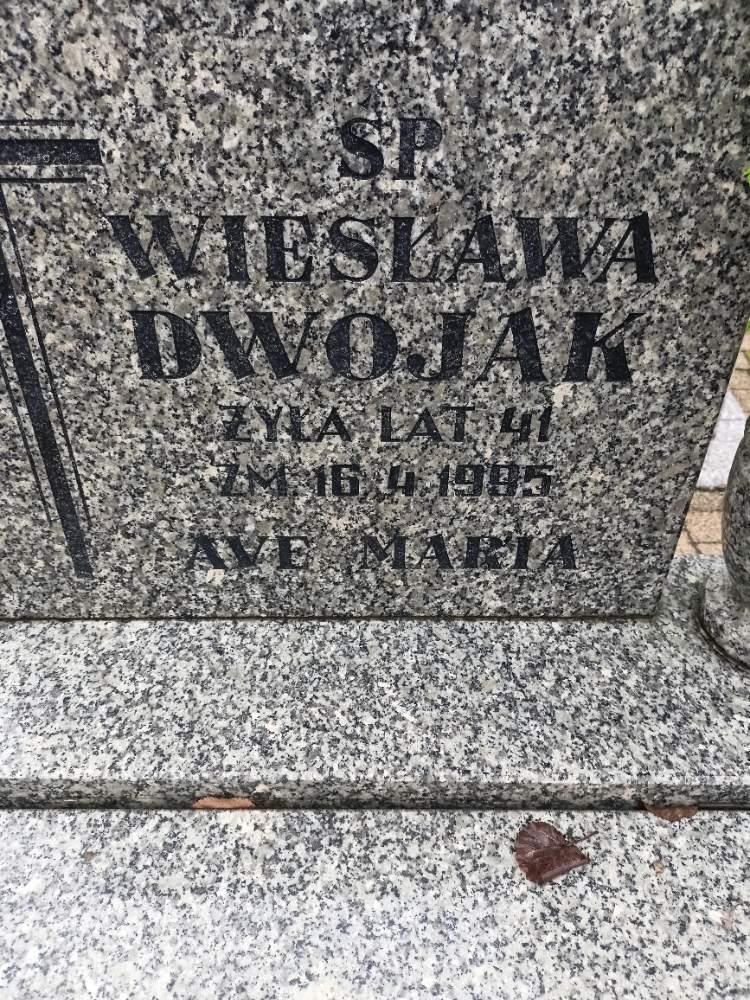 SP
WIESŁAWA
DWOJAK
ŻYŁA LAT 41
ZM 16 4 1985
AVE MARIA